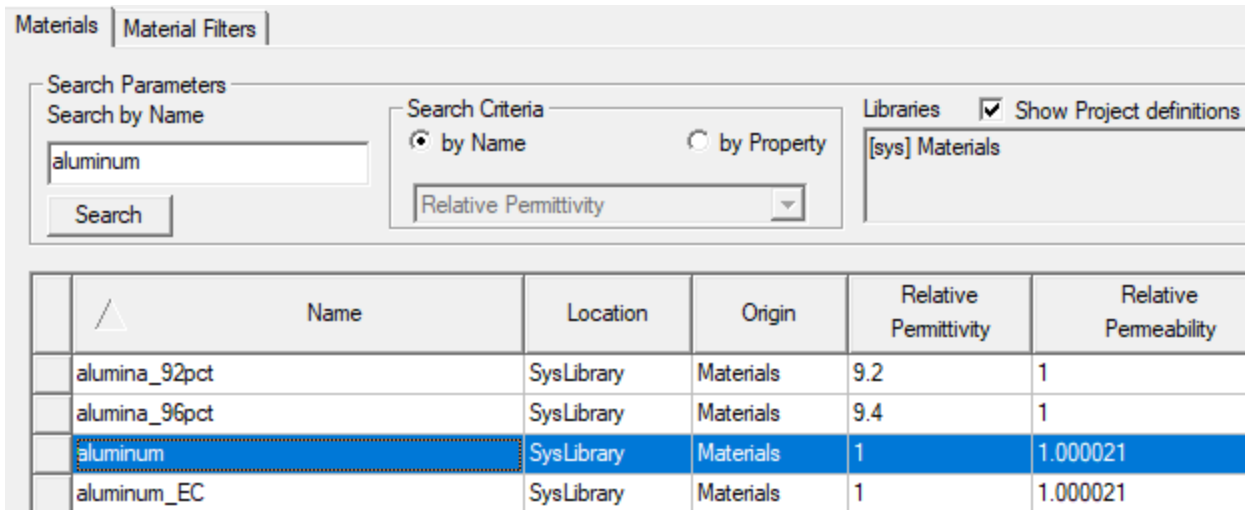 Materials Material Filters
Search Parameters
Search by Name
aluminum
Search
Search Criteria
by Name by Property
Relative Permittivity
Libraries Show Project definitions
[sys] Materials
Name Location Origin Relative Permittivity Relative Permeability
alumina_92pct SysLibrary Materials 9.2 1
alumina_96pct SysLibrary Materials 9.4 1
aluminum SysLibrary Materials 1 1.000021
aluminum_EC SysLibrary Materials 1 1.000021